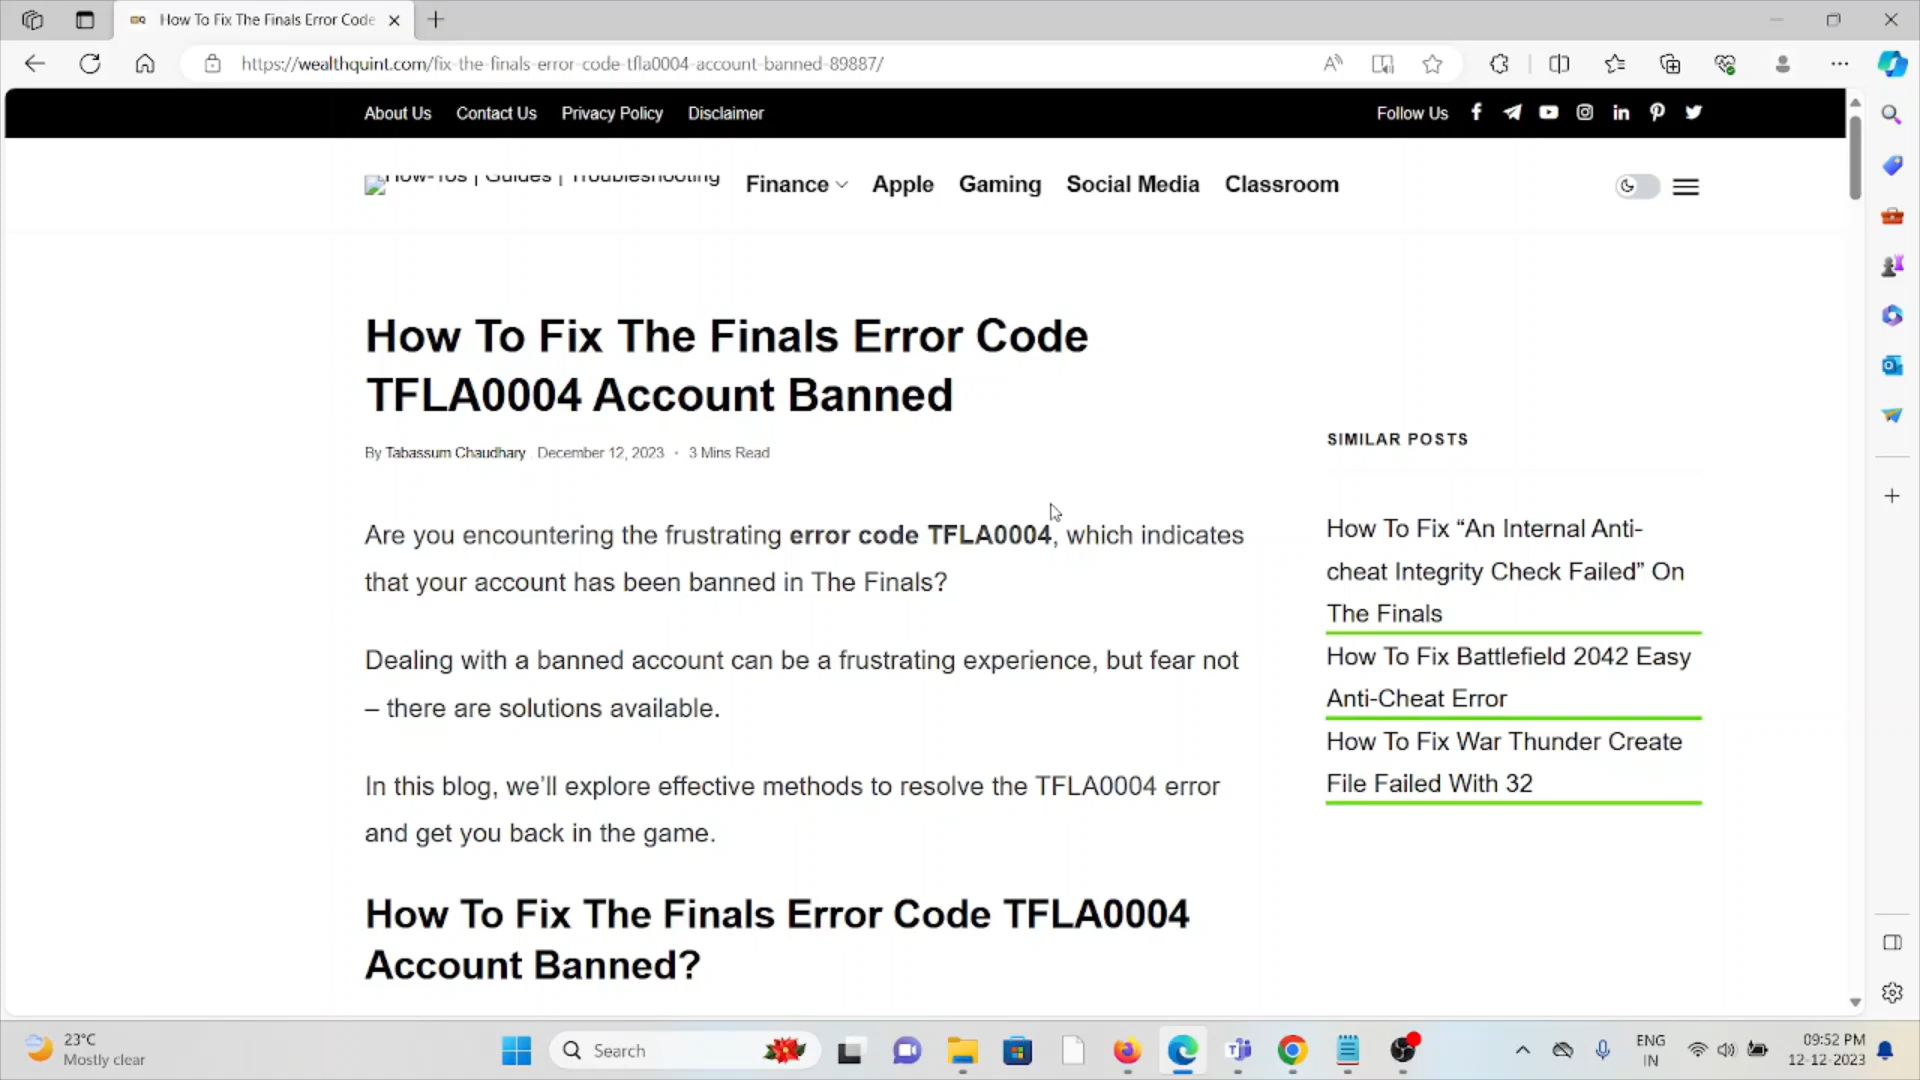 How To Fix The Finals Error Code
https://wealthquint.com/fix-the-finals-error-code-tfla0004-account-banned-89887/
About Us Contact Us Privacy Policy Disclaimer Follow Us
How-Tos | Guides | Troubleshooting
Finance Apple Gaming Social Media Classroom
How To Fix The Finals Error Code
TFLA0004 Account Banned
By Tabassum Chaudhary December 12, 2023 · 3 Mins Read
Are you encountering the frustrating error code TFLA0004, which indicates
that your account has been banned in The Finals?
Dealing with a banned account can be a frustrating experience, but fear not
– there are solutions available.
In this blog, we’ll explore effective methods to resolve the TFLA0004 error
and get you back in the game.
How To Fix The Finals Error Code TFLA0004
Account Banned?
SIMILAR POSTS
How To Fix “An Internal Anti-
cheat Integrity Check Failed” On
The Finals
How To Fix Battlefield 2042 Easy
Anti-Cheat Error
How To Fix War Thunder Create
File Failed With 32
23°C
Mostly clear
Search
ENG
IN
09:52 PM
12-12-2023